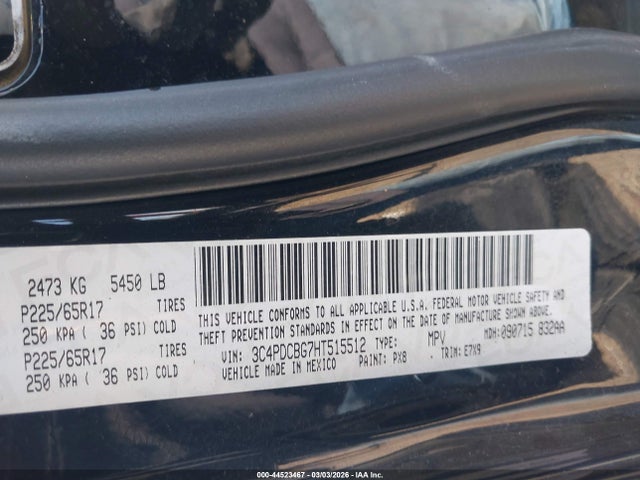 2473 KG 5450 LB
P225/65R17 TIRES
250 KPA ( 36 PSI) COLD
P225/65R17 TIRES
250 KPA ( 36 PSI) COLD
THIS VEHICLE CONFORMS TO ALL APPLICABLE U.S.A. FEDERAL MOTOR VEHICLE SAFETY AND
THEFT PREVENTION STANDARDS IN EFFECT ON THE DATE OF MANUFACTURE SHOWN ABOVE.
VIN: 3C4PDCBG7HT515512 TYPE: MPV MDH:090715 832AA
VEHICLE MADE IN MEXICO PAINT: PX8 TRIM: E7X9
000-44523467 - 03/03/2026 - IAA Inc.